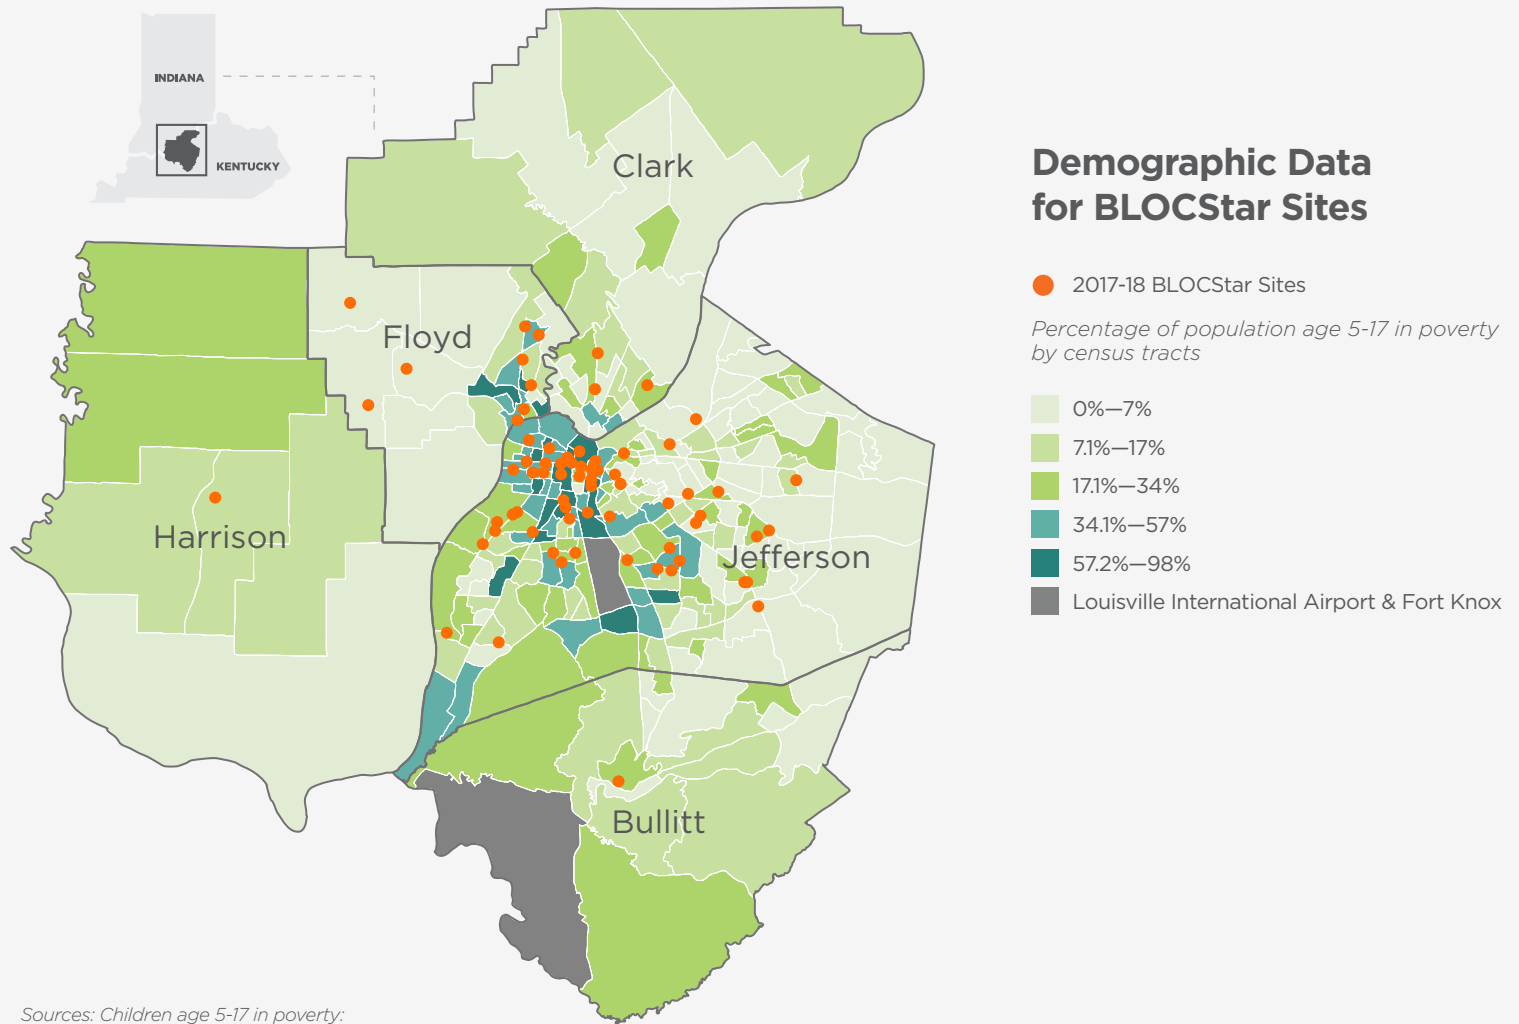 INDIANA
KENTUCKY
Clark
Floyd
Harrison
Jefferson
Bullitt
Demographic Data
for BLOCStar Sites
2017-18 BLOCStar Sites
Percentage of population age 5-17 in poverty
by census tracts
0%—7%
7.1%—17%
17.1%—34%
34.1%—57%
57.2%—98%
Louisville International Airport & Fort Knox
Sources: Children age 5-17 in poverty: